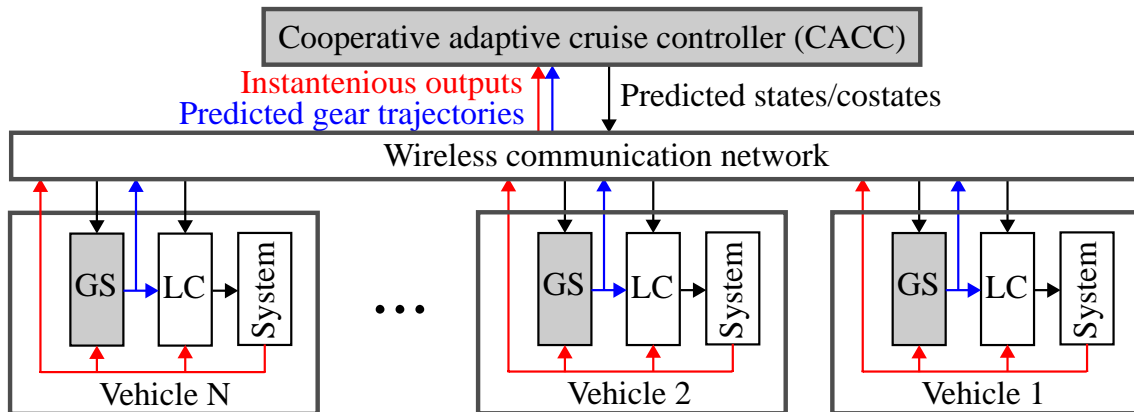 Cooperative adaptive cruise controller (CACC)
Instantenious outputs
Predicted gear trajectories
Predicted states/costates
Wireless communication network
GS
LC
System
Vehicle N
...
GS
LC
System
Vehicle 2
GS
LC
System
Vehicle 1